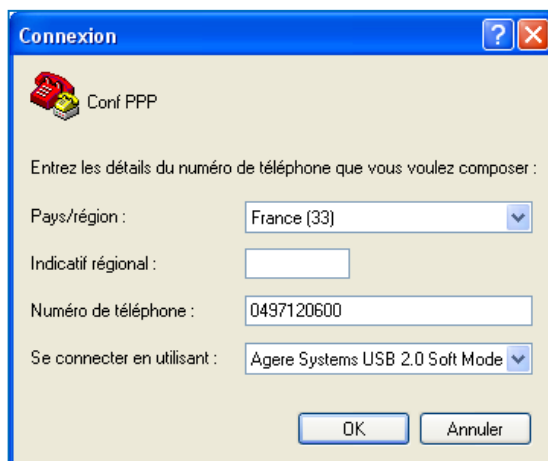 Connexion
Conf PPP
Entrez les détails du numéro de téléphone que vous voulez composer :
Pays/région : France (33)
Indicatif régional :
Numéro de téléphone : 0497120600
Se connecter en utilisant : Agere Systems USB 2.0 Soft Mode
OK Annuler